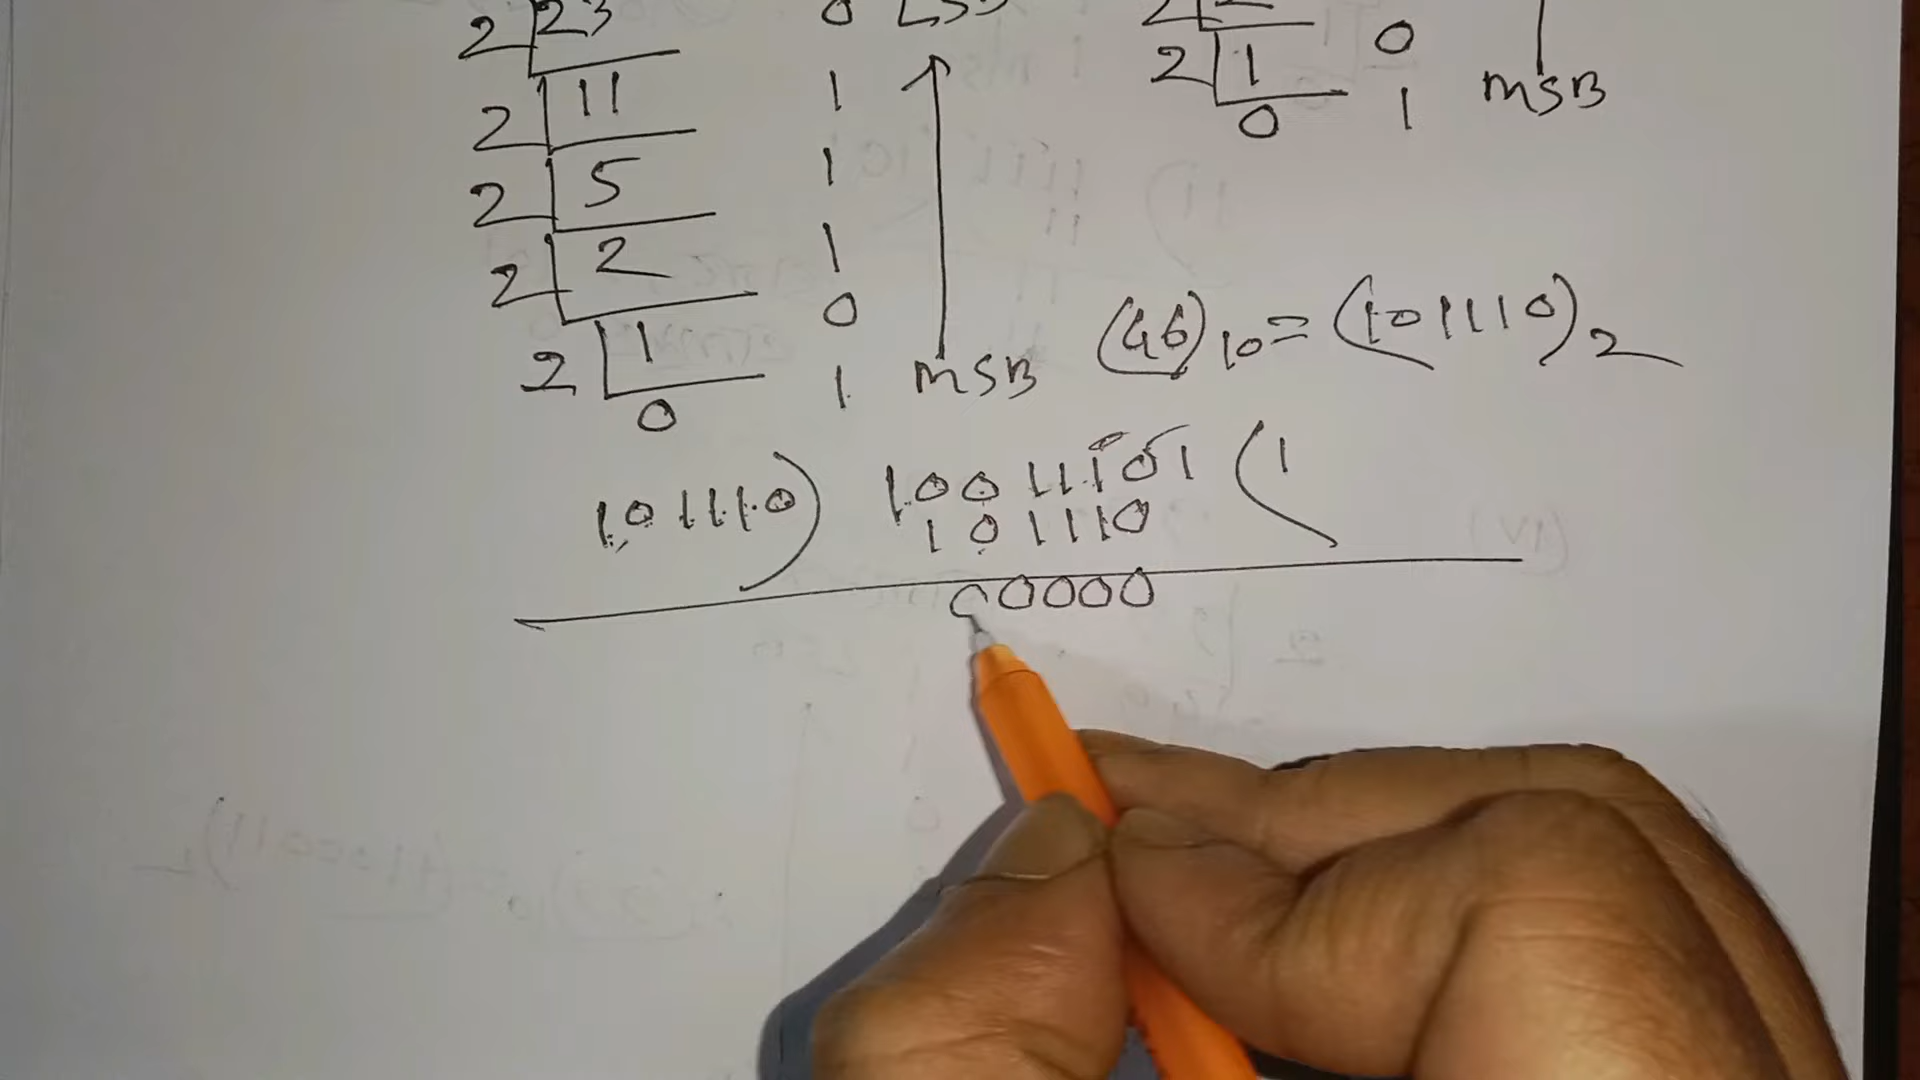 2 23 0 LSB
2 11 1
2 5 1
2 2 1
0
2 1 1 MSB
0
2 1 0
0 1 MSB
(46)10 = (101110)2
101110) 10011101 (1
101110
00000